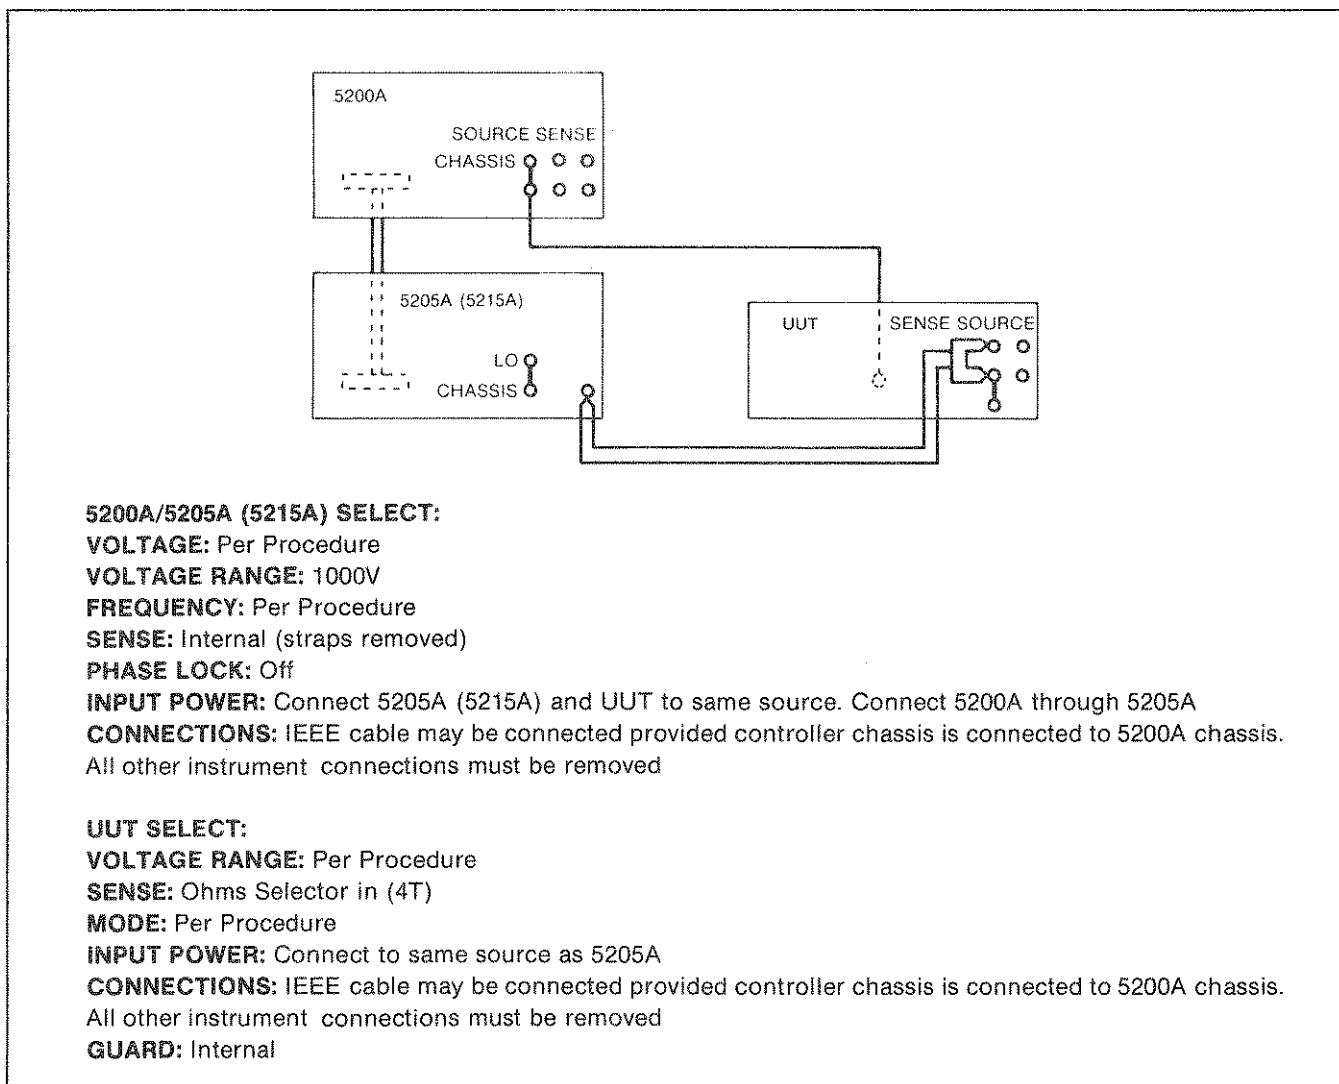 5200A
SOURCE SENSE
CHASSIS
5205A (5215A)
LO
CHASSIS
UUT
SENSE SOURCE
5200A/5205A (5215A) SELECT:
VOLTAGE: Per Procedure
VOLTAGE RANGE: 1000V
FREQUENCY: Per Procedure
SENSE: Internal (straps removed)
PHASE LOCK: Off
INPUT POWER: Connect 5205A (5215A) and UUT to same source. Connect 5200A through 5205A
CONNECTIONS: IEEE cable may be connected provided controller chassis is connected to 5200A chassis.
All other instrument connections must be removed
UUT SELECT:
VOLTAGE RANGE: Per Procedure
SENSE: Ohms Selector in (4T)
MODE: Per Procedure
INPUT POWER: Connect to same source as 5205A
CONNECTIONS: IEEE cable may be connected provided controller chassis is connected to 5200A chassis.
All other instrument connections must be removed
GUARD: Internal